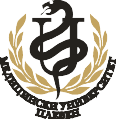 МЕДИЦИНСКИ УНИВЕРСИТЕТ
ПЛЕВЕН